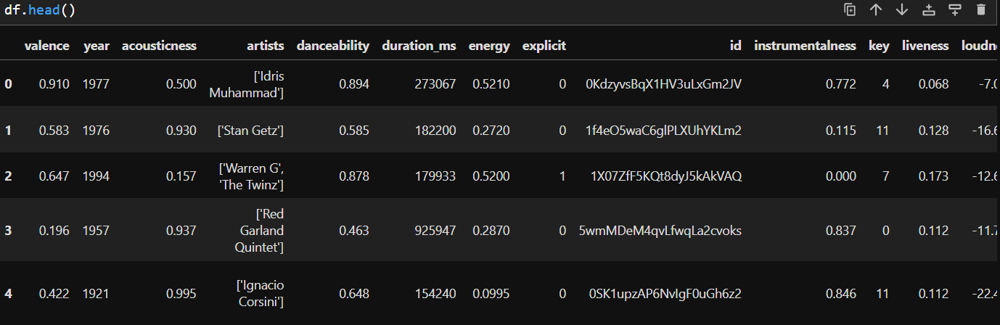 df.head()
valence year acousticness artists danceability duration_ms energy explicit id instrumentalness key liveness loudn
0 0.910 1977 0.500 ['Idris Muhammad'] 0.894 273067 0.5210 0 0KdzyvsBqX1HV3uLxGm2JV 0.772 4 0.068 -7.0
1 0.583 1976 0.930 ['Stan Getz'] 0.585 182200 0.2720 0 1f4eO5waC6glPLXUhYKLm2 0.115 11 0.128 -16.6
2 0.647 1994 0.157 ['Warren G', 'The Twinz'] 0.878 179933 0.5200 1 1X07ZfF5KQt8dyJ5kAkVAQ 0.000 7 0.173 -12.6
3 0.196 1957 0.937 ['Red Garland Quintet'] 0.463 925947 0.2870 0 5wmMDeM4qvLfwqLa2cvoks 0.837 0 0.112 -11.7
4 0.422 1921 0.995 ['Ignacio Corsini'] 0.648 154240 0.0995 0 0SK1upzAP6NvIgF0uGh6z2 0.846 11 0.112 -22.4